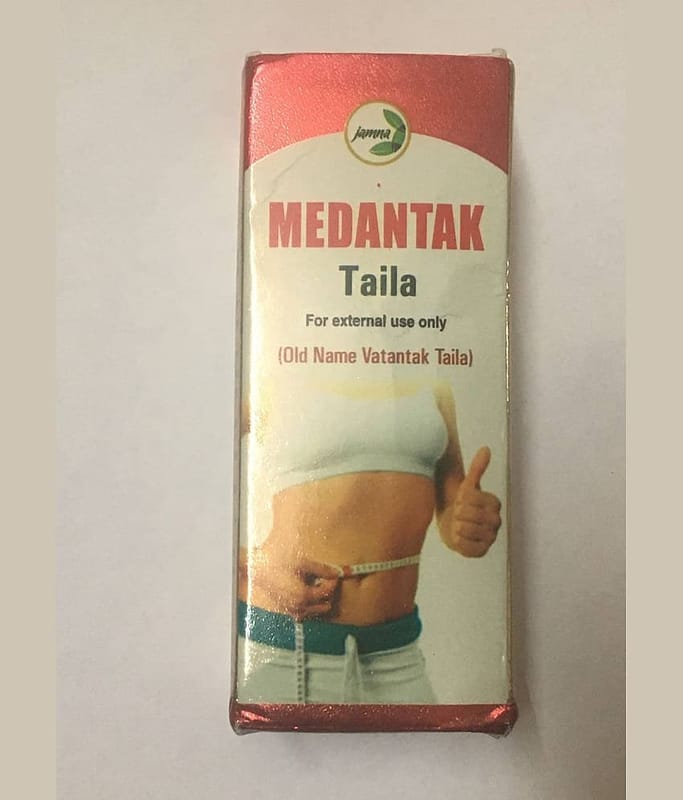 jamna
MEDANTAK
Taila
For external use only
(Old Name Vatantak Taila)